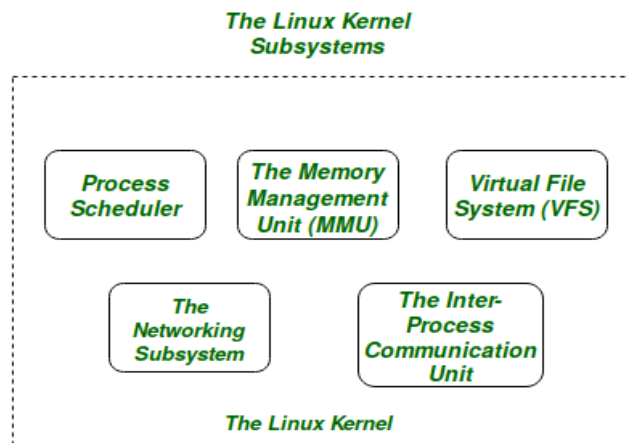 The Linux Kernel
Subsystems
Process
Scheduler
The Memory
Management
Unit (MMU)
Virtual File
System (VFS)
The
Networking
Subsystem
The Inter-
Process
Communication
Unit
The Linux Kernel